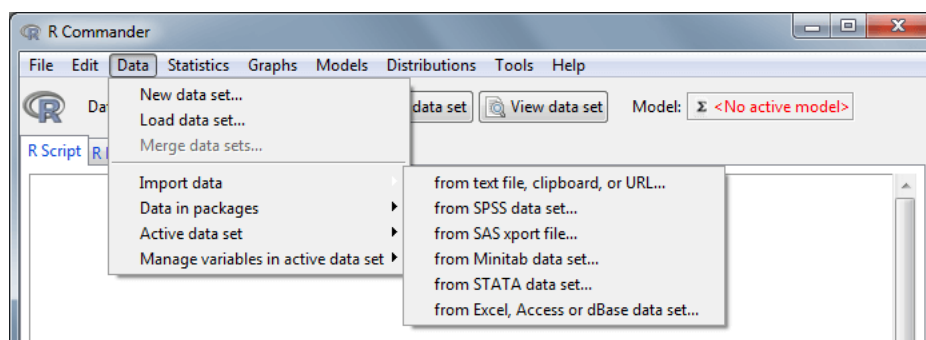 R Commander
File Edit Data Statistics Graphs Models Distributions Tools Help
R data set View data set Model: Σ <No active model>
R Script
New data set...
Load data set...
Merge data sets...
Import data
Data in packages
Active data set
Manage variables in active data set
from text file, clipboard, or URL...
from SPSS data set...
from SAS xport file...
from Minitab data set...
from STATA data set...
from Excel, Access or dBase data set...